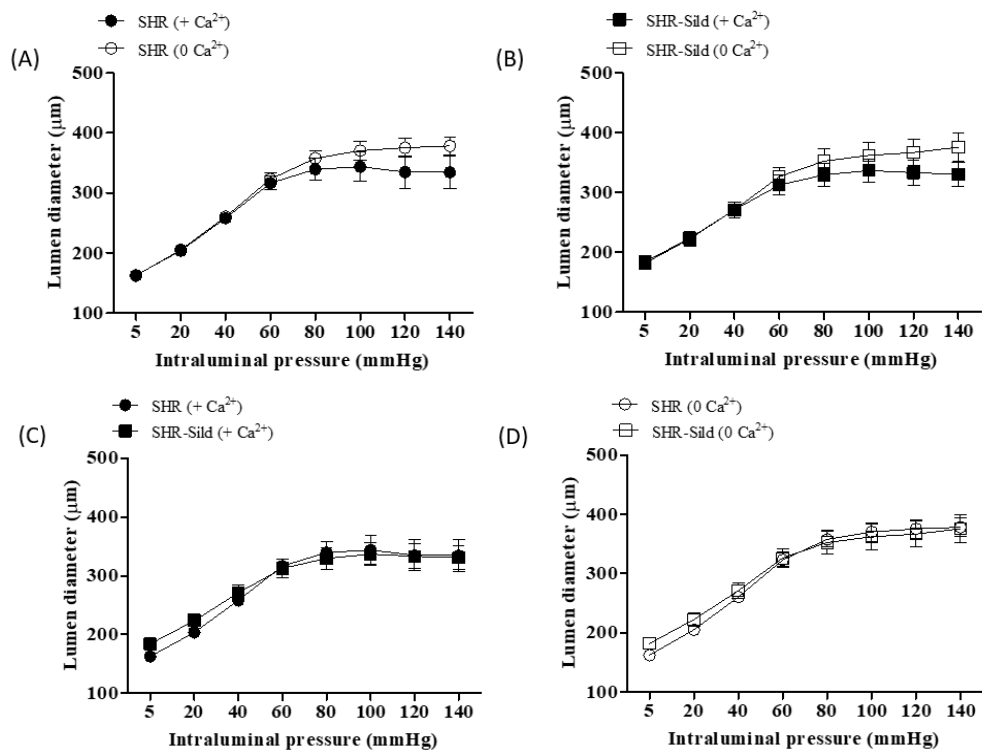 (A)
SHR (+ Ca²⁺)
SHR (0 Ca²⁺)
Lumen diameter (μm)
500
400
300
200
100
5 20 40 60 80 100 120 140
Intraluminal pressure (mmHg)
(B)
SHR-Sild (+ Ca²⁺)
SHR-Sild (0 Ca²⁺)
Lumen diameter (μm)
500
400
300
200
100
5 20 40 60 80 100 120 140
Intraluminal pressure (mmHg)
(C)
SHR (+ Ca²⁺)
SHR-Sild (+ Ca²⁺)
Lumen diameter (μm)
500
400
300
200
100
5 20 40 60 80 100 120 140
Intraluminal pressure (mmHg)
(D)
SHR (0 Ca²⁺)
SHR-Sild (0 Ca²⁺)
Lumen diameter (μm)
500
400
300
200
100
5 20 40 60 80 100 120 140
Intraluminal pressure (mmHg)